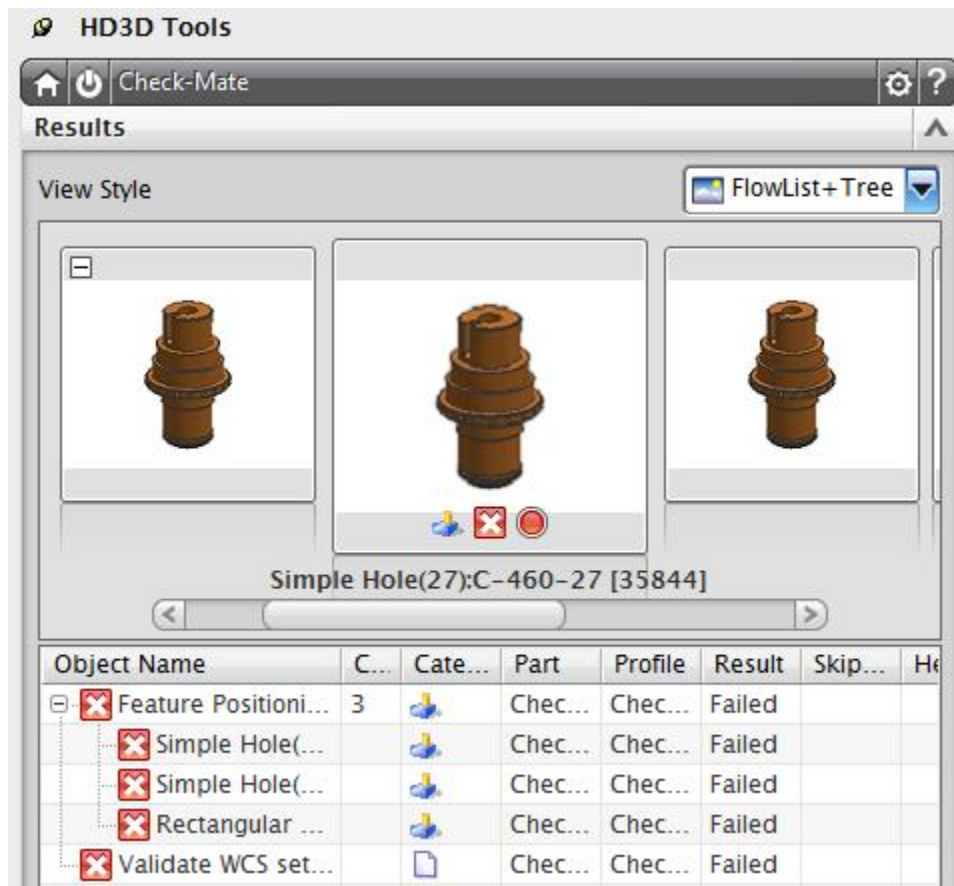 HD3D Tools
Check-Mate ?
Results
View Style FlowList+Tree
Simple Hole(27):C-460-27 [35844]
Object Name C... Cate... Part Profile Result Skip... He
Feature Positioni... 3 Chec... Chec... Failed
Simple Hole(... Chec... Chec... Failed
Simple Hole(... Chec... Chec... Failed
Rectangular ... Chec... Chec... Failed
Validate WCS set... Chec... Chec... Failed